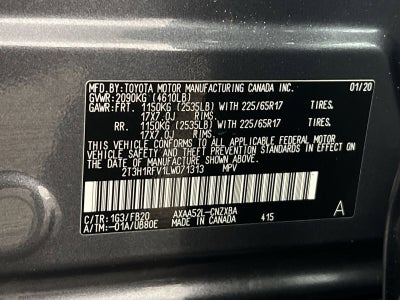 MFD.BY:TOYOTA MOTOR MANUFACTURING CANADA INC. 01/20
GVWR:2090KG (4610LB)
GAWR:FRT. 1150KG (2535LB) WITH 225/65R17 TIRES,
17X7.0J RIMS,
RR. 1150KG (2535LB) WITH 225/65R17 TIRES,
17X7.0J RIMS,
THIS VEHICLE CONFORMS TO ALL APPLICABLE FEDERAL MOTOR
VEHICLE SAFETY AND THEFT PREVENTION STANDARDS IN EFFECT
ON THE DATE OF MANUFACTURE SHOWN ABOVE.
2T3H1RFV1LW071313 MPV
C/TR:1G3/FB20 AXAA52L-CNZXBA 415 A
A/TM:-01A/UB80E MADE IN CANADA